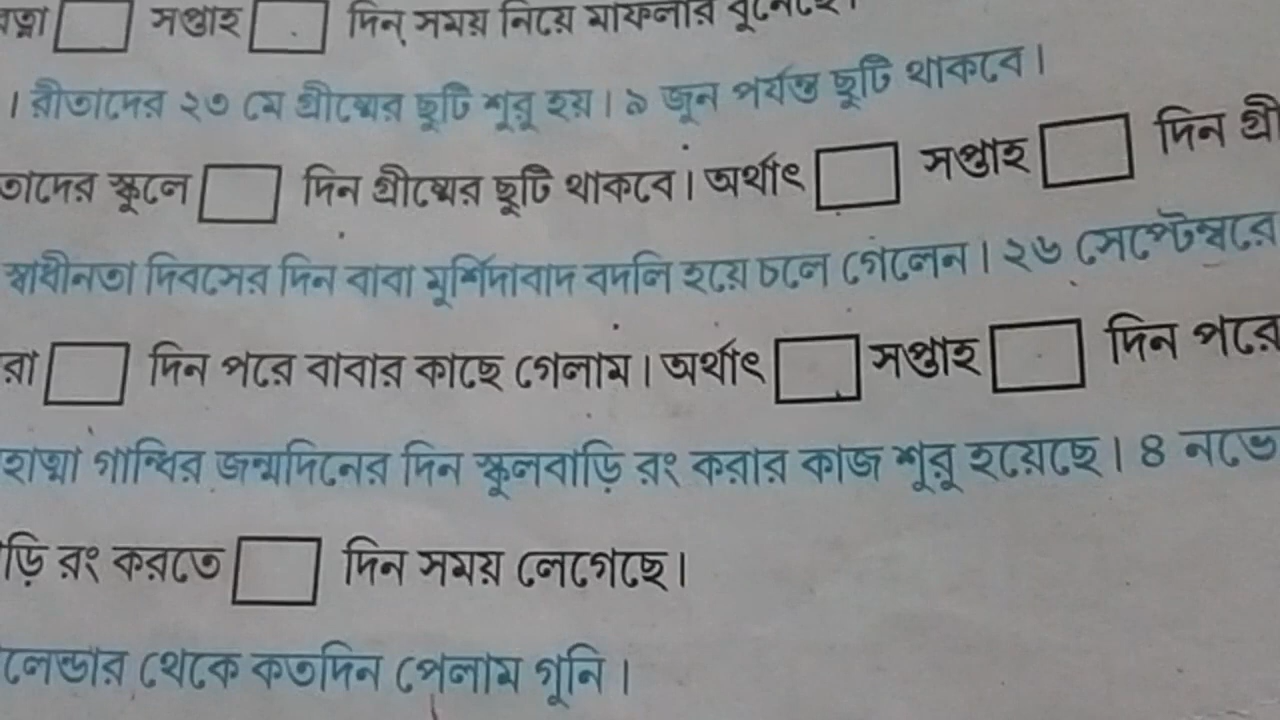 সপ্তাহ দিন সময় নিয়ে মাফলার বুনেছে।
। রীতাদের ২৩ মে গ্রীষ্মের ছুটি শুরু হয়। ৯ জুন পর্যন্ত ছুটি থাকবে।
তাদের স্কুলে দিন গ্রীষ্মের ছুটি থাকবে। অর্থাৎ সপ্তাহ দিন গ্রী
স্বাধীনতা দিবসের দিন বাবা মুর্শিদাবাদ বদলি হয়ে চলে গেলেন। ২৬ সেপ্টেম্বরে
রা দিন পরে বাবার কাছে গেলাম। অর্থাৎ সপ্তাহ দিন পরে
হাত্মা গান্ধির জন্মদিনের দিন স্কুলবাড়ি রং করার কাজ শুরু হয়েছে। ৪ নভে
ড়ি রং করতে দিন সময় লেগেছে।
লেন্ডার থেকে কতদিন পেলাম গুনি।